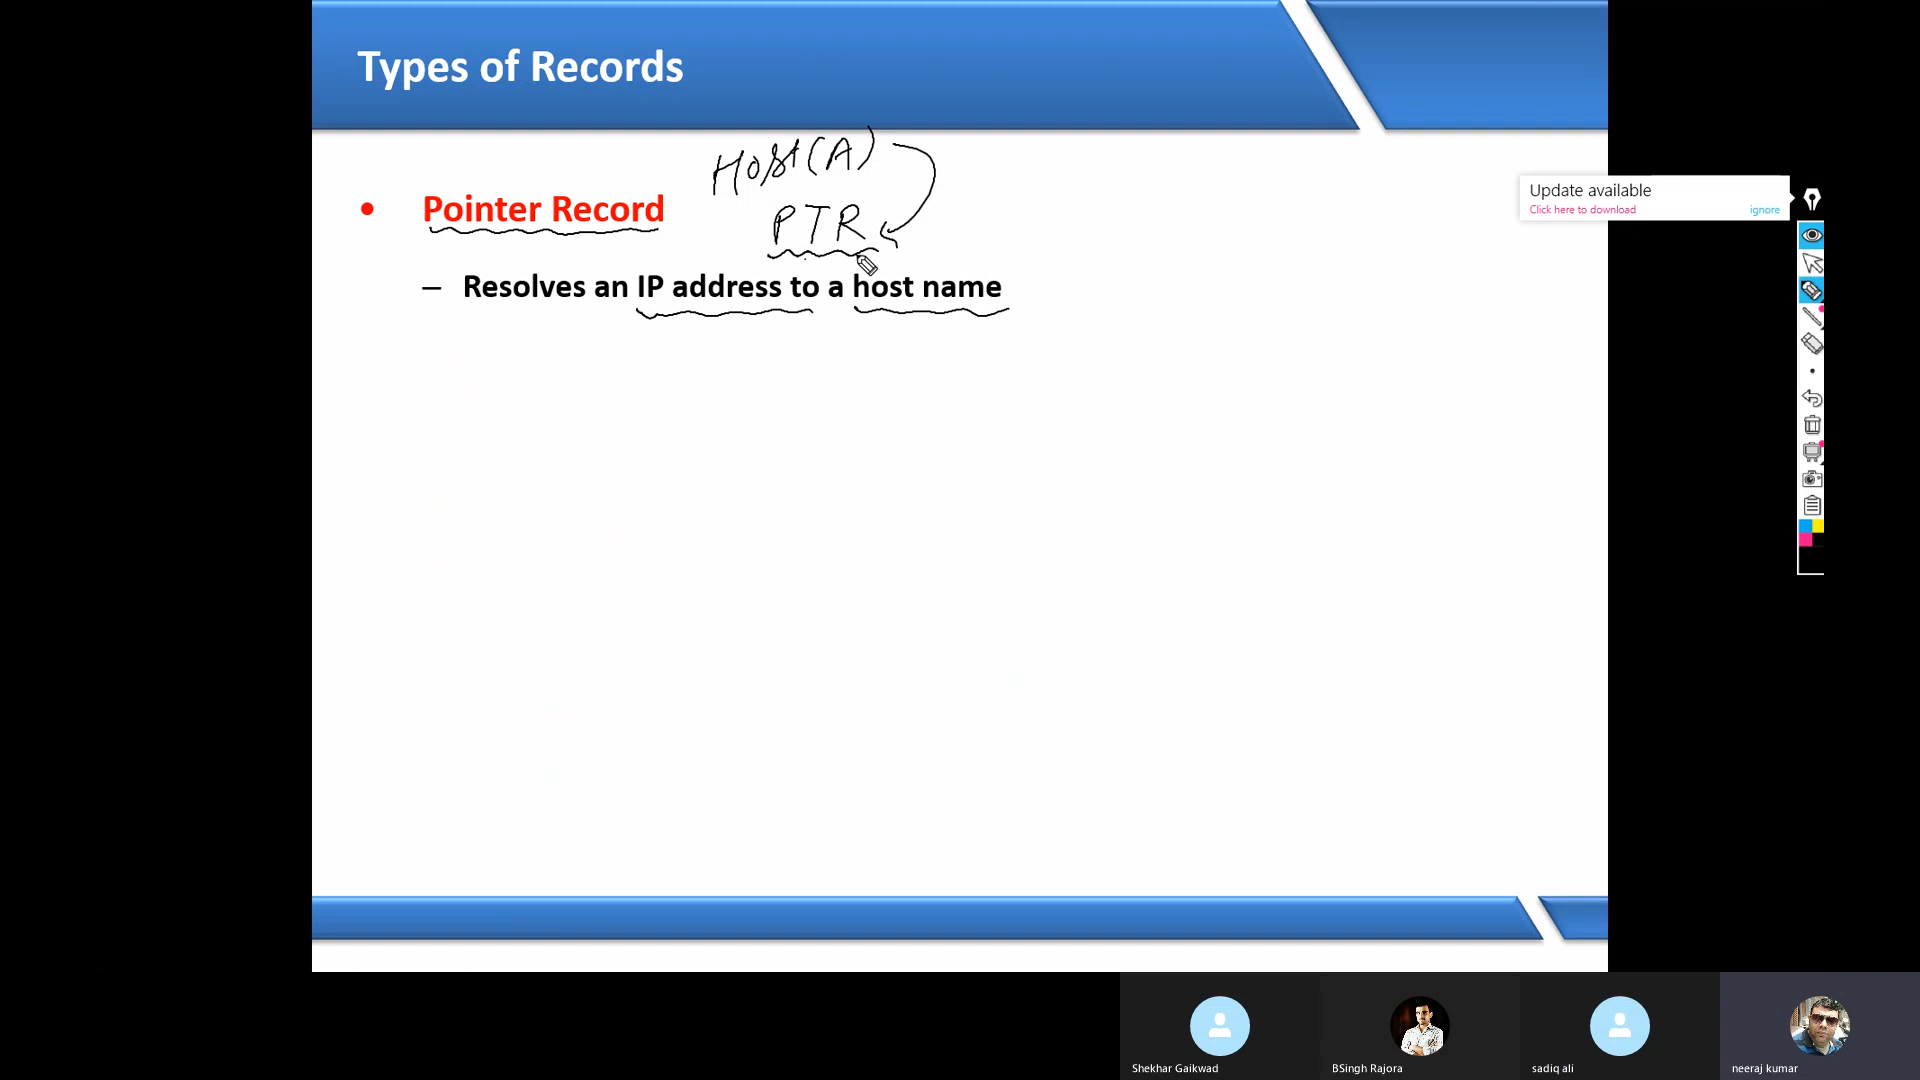 Types of Records
Host(A)
• Pointer Record
PTR
– Resolves an IP address to a host name
Update available
Click here to download ignore
Shekhar Gaikwad
BSingh Rajora
sadiq ali
neeraj kumar